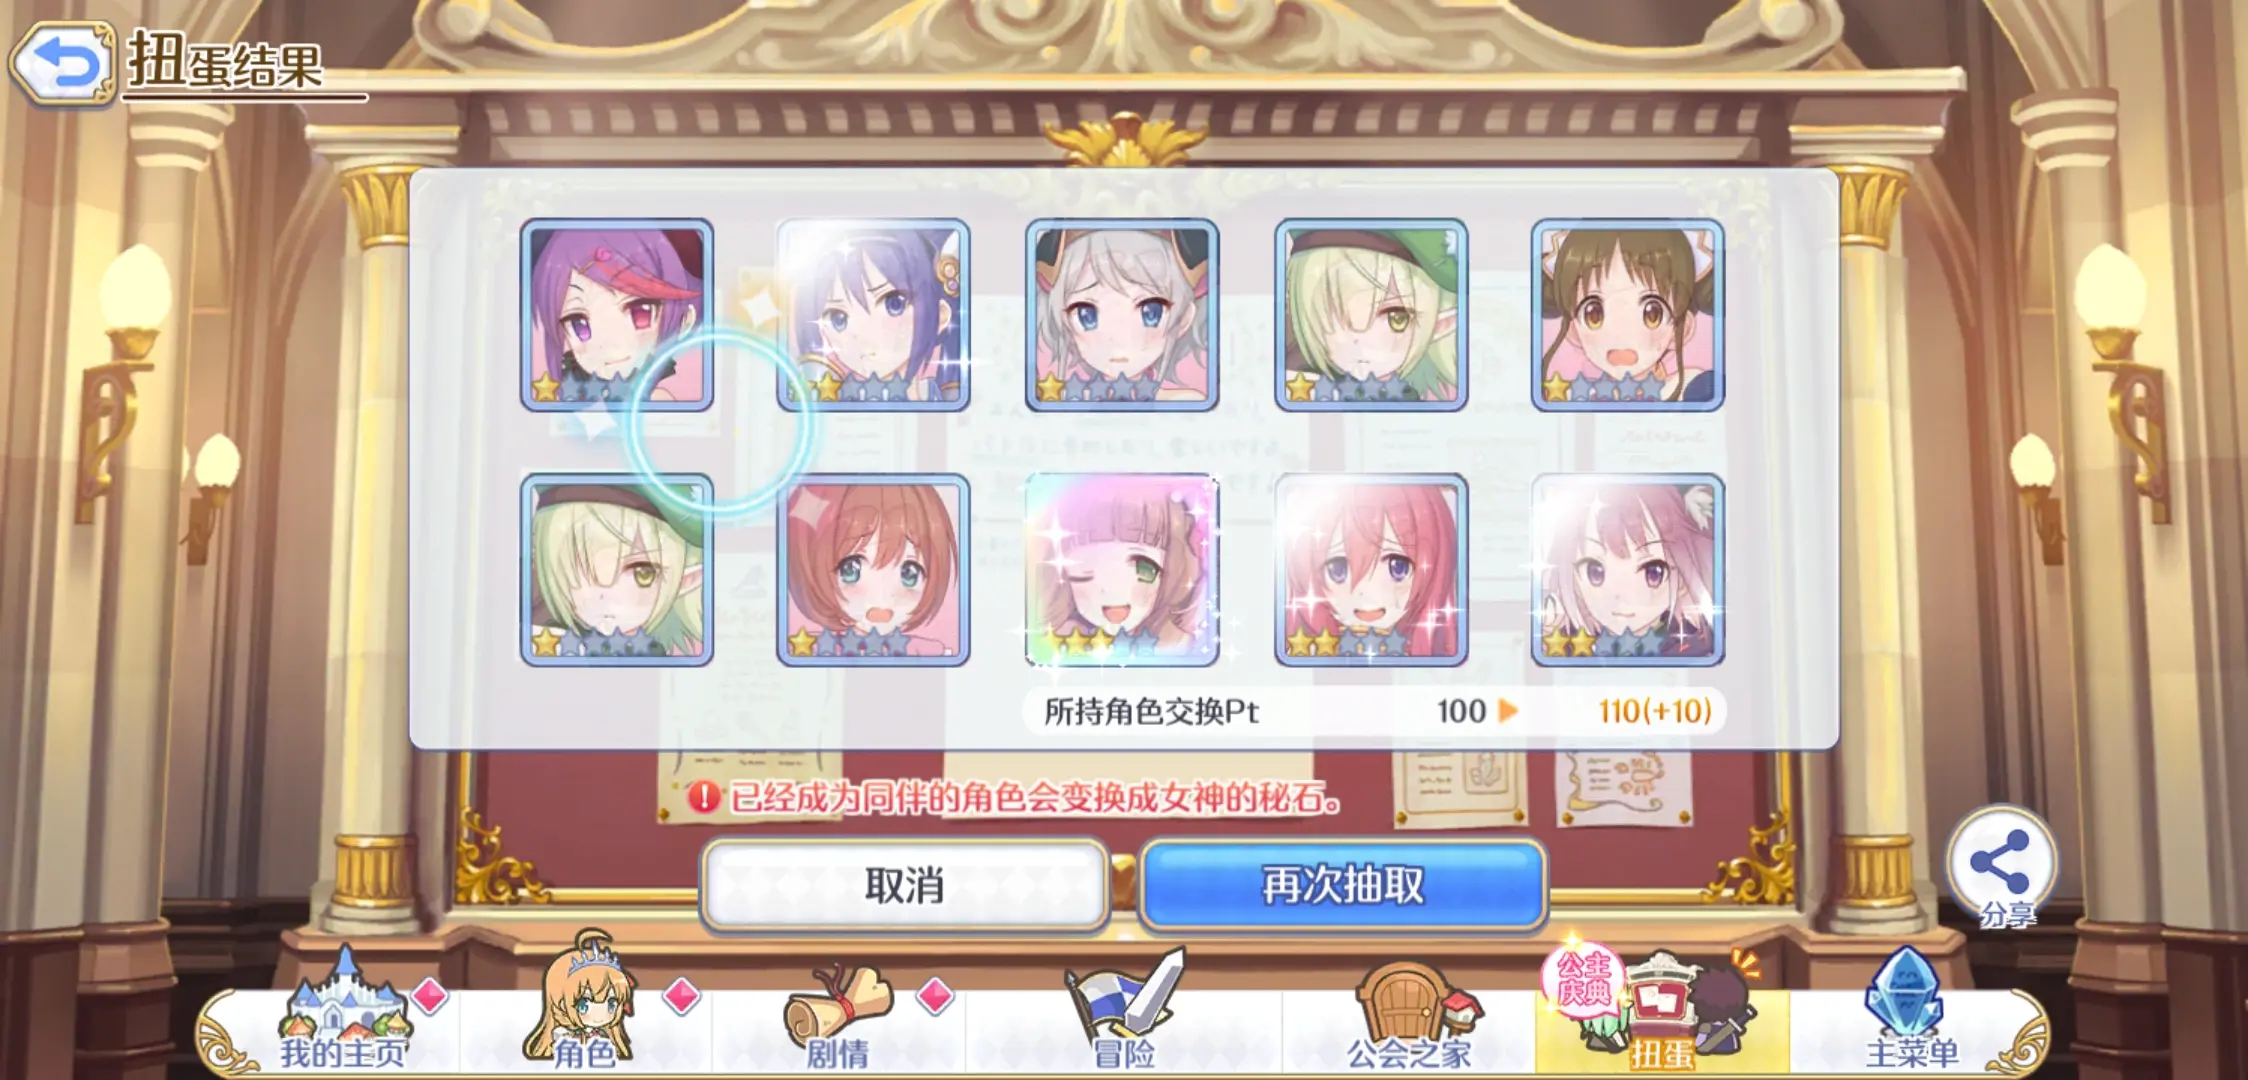 扭蛋结果
所持角色交换Pt 100 110(+10)
已经成为同伴的角色会变换成女神的秘石。
取消
再次抽取
分享
公主
庆典
我的主页
角色
剧情
冒险
公会之家
扭蛋
主菜单